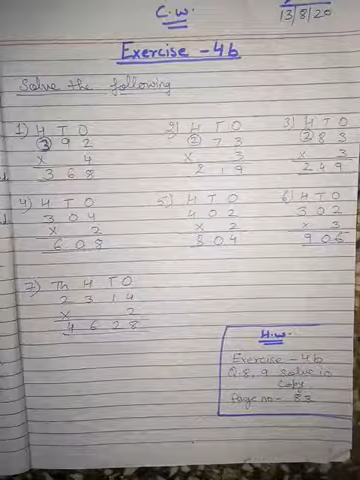 C.W.
13/8/20
Exercise - 4b
Solve the following
1) H T O
③ 9 2
× 4
3 6 8
2) H T O
② 7 3
× 3
2 1 9
3) H T O
② 8 3
× 3
2 4 9
4) H T O
3 0 4
× 2
6 0 8
5) H T O
4 0 2
× 2
8 0 4
6) H T O
3 0 2
× 3
9 0 6
7) Th H T O
2 3 1 4
× 2
4 6 2 8
H.W.
Exercise - 4b
Q.8, 9 solve in
copy
Page no - 83